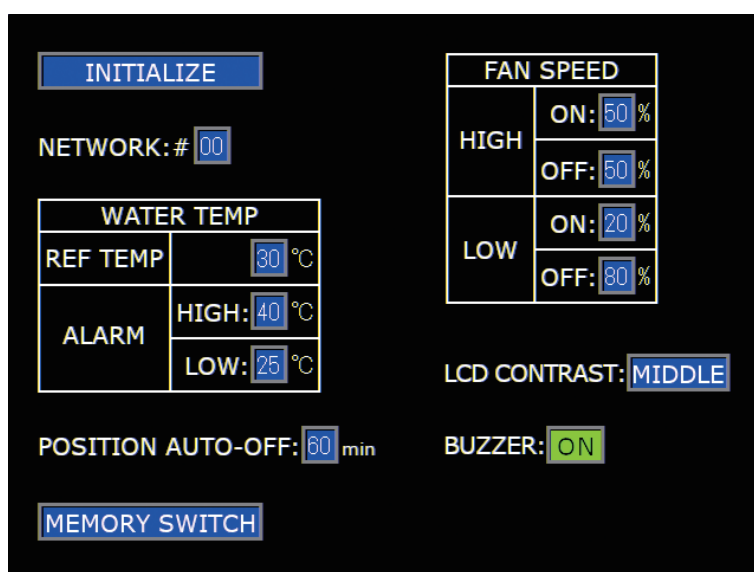 INITIALIZE
NETWORK:# 00
WATER TEMP
REF TEMP 30 °C
ALARM
HIGH: 40 °C
LOW: 25 °C
POSITION AUTO-OFF: 60 min
MEMORY SWITCH
FAN SPEED
HIGH
ON: 50 %
OFF: 50 %
LOW
ON: 20 %
OFF: 80 %
LCD CONTRAST: MIDDLE
BUZZER: ON